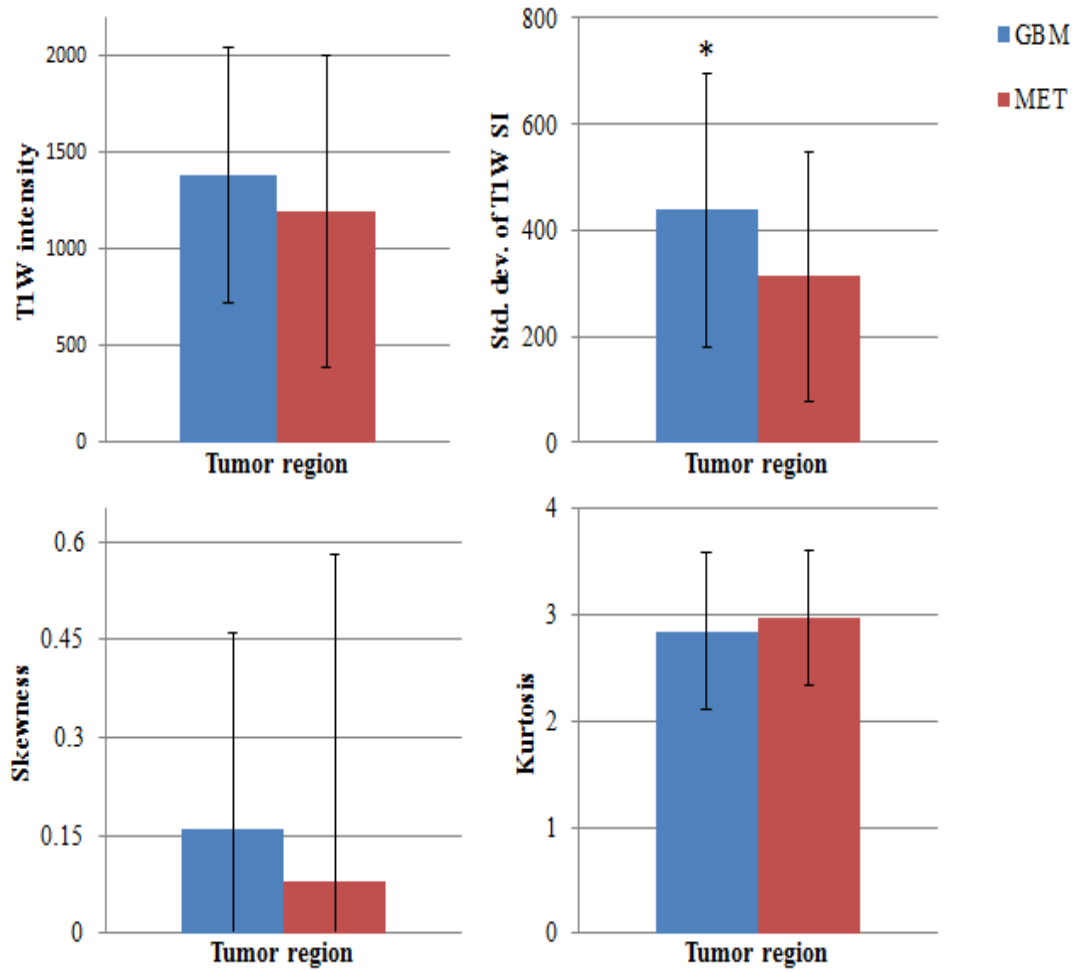 T1W intensity
2000
1500
1000
500
0
Tumor region
Std. dev. of T1W SI
800
600
400
200
0
*
Tumor region
GBM
MET
Skewness
0.6
0.45
0.3
0.15
0
Tumor region
Kurtosis
4
3
2
1
0
Tumor region